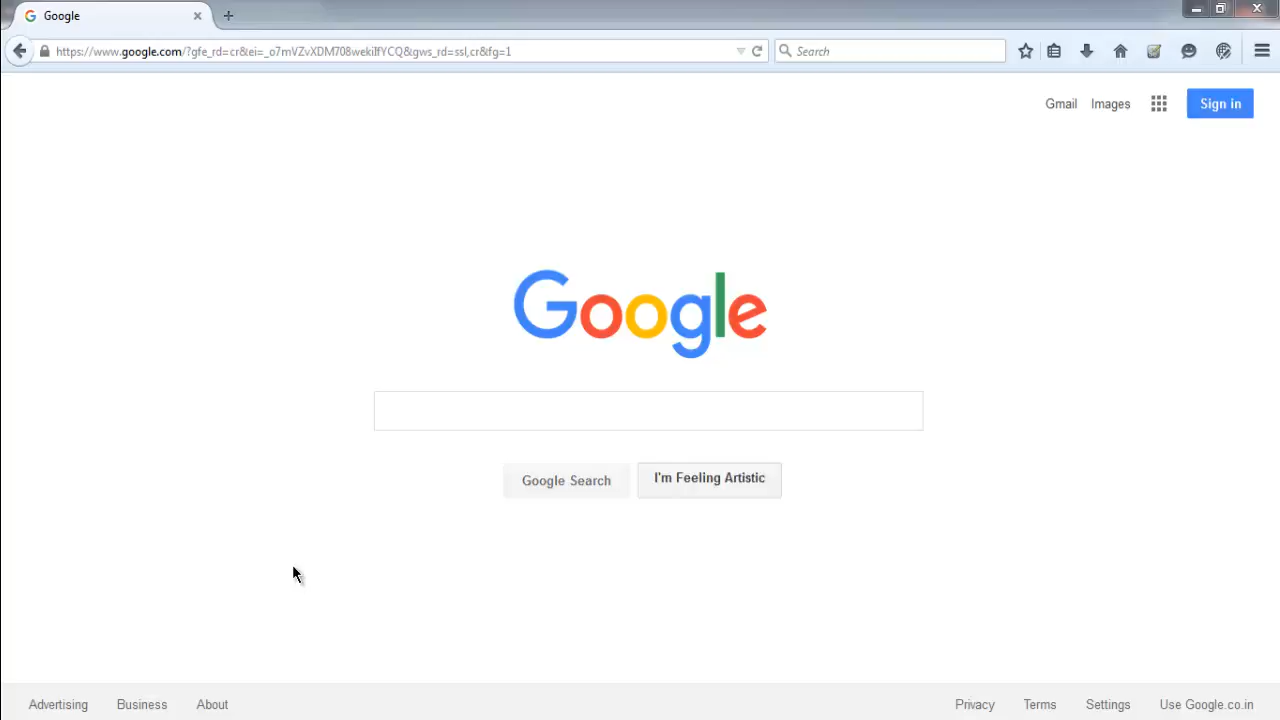 Google
https://www.google.com/?gfe_rd=cr&ei=_o7mVZvXDM708wekiIfYCQ&gws_rd=ssl,cr&fg=1
Search
Gmail Images Sign in
Google
Google Search I'm Feeling Artistic
Advertising Business About Privacy Terms Settings Use Google.co.in